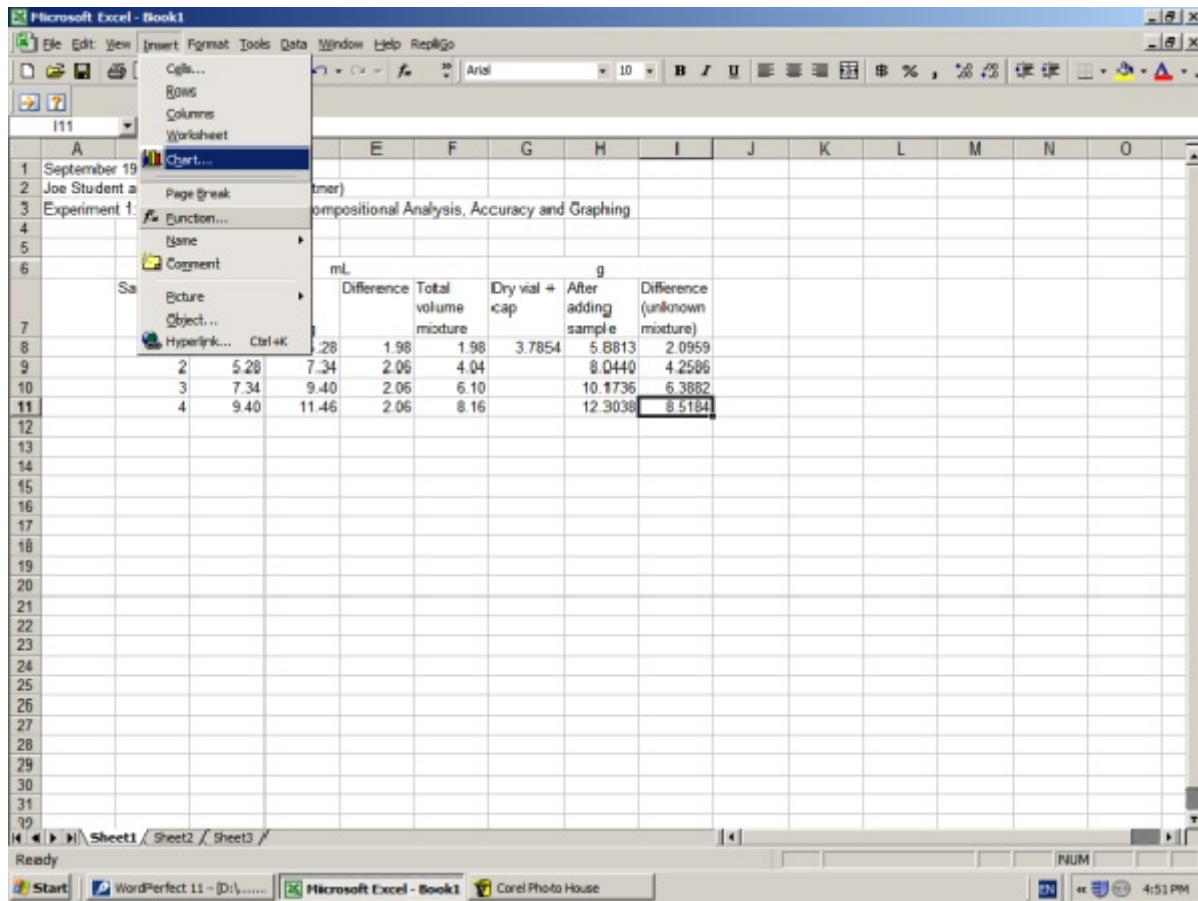 Microsoft Excel - Book1
File Edit View Insert Format Tools Data Window Help RepliGo
Arial 10 B I U $ % ,
I11
Cells...
Rows
Columns
Worksheet
Chart...
Page Break
Function...
Name
Comment
Picture
Object...
Hyperlink... Ctrl+K
A E F G H I J K L M N O
1 September 19
2 Joe Student a tner)
3 Experiment 1: ompositional Analysis, Accuracy and Graphing
4
5
6 mL g
Sa Difference Total Dry vial + After Difference
volume cap adding (unknown
7 mixture sample mixture)
8 .28 1.98 1.98 3.7854 5.8813 2.0959
9 2 5.28 7.34 2.06 4.04 8.0440 4.2586
10 3 7.34 9.40 2.06 6.10 10.1736 6.3882
11 4 9.40 11.46 2.06 8.16 12.3038 8.5184
12
13
14
15
16
17
18
19
20
21
22
23
24
25
26
27
28
29
30
31
32
Sheet1 Sheet2 Sheet3
Ready NUM
Start WordPerfect 11 - [D:\....... Microsoft Excel - Book1 Corel Photo House EN 4:51 PM